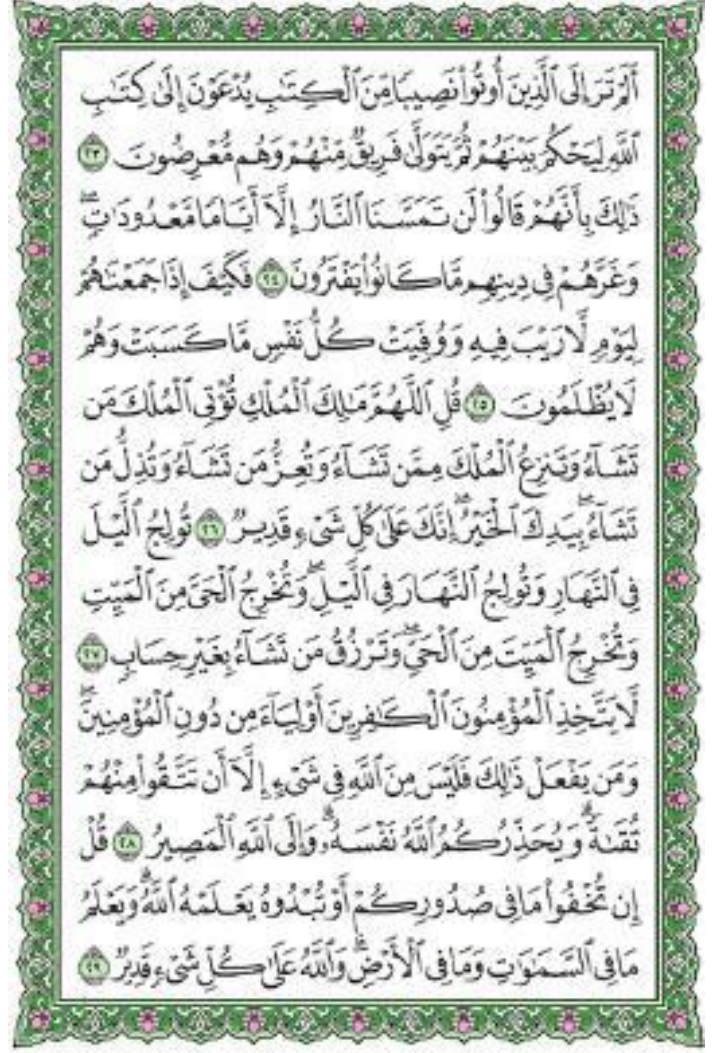 أَلَمْ تَرَ إِلَى ٱلَّذِينَ أُوتُوا۟ نَصِيبًا مِّنَ ٱلْكِتَٰبِ يُدْعَوْنَ إِلَىٰ كِتَٰبِ
ٱللَّهِ لِيَحْكُمَ بَيْنَهُمْ ثُمَّ يَتَوَلَّىٰ فَرِيقٌ مِّنْهُمْ وَهُم مُّعْرِضُونَ ٢٣
ذَٰلِكَ بِأَنَّهُمْ قَالُوا۟ لَن تَمَسَّنَا ٱلنَّارُ إِلَّآ أَيَّامًا مَّعْدُودَٰتٍ ۖ
وَغَرَّهُمْ فِى دِينِهِم مَّا كَانُوا۟ يَفْتَرُونَ ٢٤ فَكَيْفَ إِذَا جَمَعْنَٰهُمْ
لِيَوْمٍ لَّا رَيْبَ فِيهِ وَوُفِّيَتْ كُلُّ نَفْسٍ مَّا كَسَبَتْ وَهُمْ
لَا يُظْلَمُونَ ٢٥ قُلِ ٱللَّهُمَّ مَٰلِكَ ٱلْمُلْكِ تُؤْتِى ٱلْمُلْكَ مَن
تَشَآءُ وَتَنزِعُ ٱلْمُلْكَ مِمَّن تَشَآءُ وَتُعِزُّ مَن تَشَآءُ وَتُذِلُّ مَن
تَشَآءُ ۖ بِيَدِكَ ٱلْخَيْرُ ۖ إِنَّكَ عَلَىٰ كُلِّ شَىْءٍ قَدِيرٌ ٢٦ تُولِجُ ٱلَّيْلَ
فِى ٱلنَّهَارِ وَتُولِجُ ٱلنَّهَارَ فِى ٱلَّيْلِ ۖ وَتُخْرِجُ ٱلْحَىَّ مِنَ ٱلْمَيِّتِ
وَتُخْرِجُ ٱلْمَيِّتَ مِنَ ٱلْحَىِّ ۖ وَتَرْزُقُ مَن تَشَآءُ بِغَيْرِ حِسَابٍ ٢٧
لَّا يَتَّخِذِ ٱلْمُؤْمِنُونَ ٱلْكَٰفِرِينَ أَوْلِيَآءَ مِن دُونِ ٱلْمُؤْمِنِينَ ۖ
وَمَن يَفْعَلْ ذَٰلِكَ فَلَيْسَ مِنَ ٱللَّهِ فِى شَىْءٍ إِلَّآ أَن تَتَّقُوا۟ مِنْهُمْ
تُقَىٰةً ۗ وَيُحَذِّرُكُمُ ٱللَّهُ نَفْسَهُۥ ۗ وَإِلَى ٱللَّهِ ٱلْمَصِيرُ ٢٨ قُلْ
إِن تُخْفُوا۟ مَا فِى صُدُورِكُمْ أَوْ تُبْدُوهُ يَعْلَمْهُ ٱللَّهُ ۗ وَيَعْلَمُ
مَا فِى ٱلسَّمَٰوَٰتِ وَمَا فِى ٱلْأَرْضِ ۗ وَٱللَّهُ عَلَىٰ كُلِّ شَىْءٍ قَدِيرٌ ٢٩